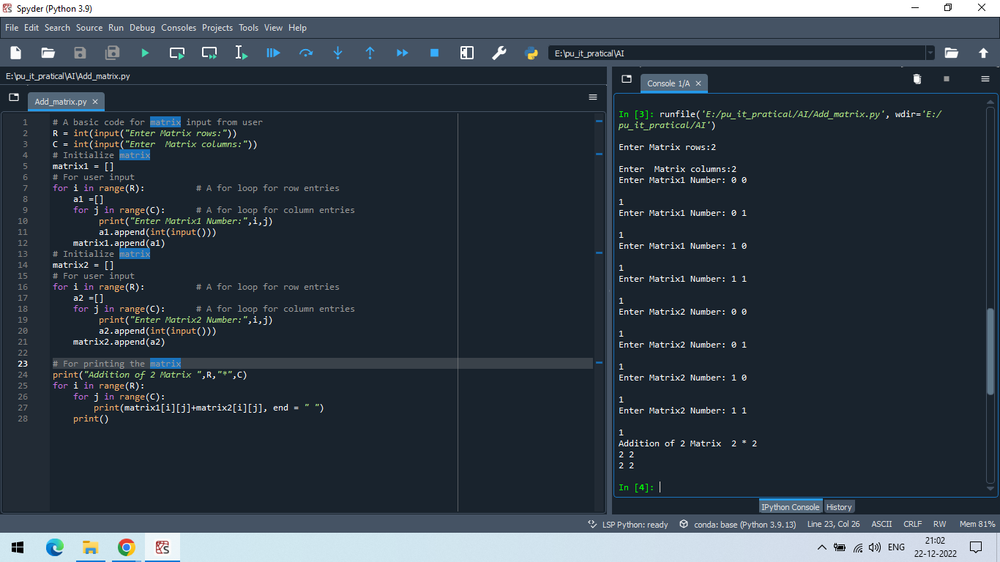 Spyder (Python 3.9)
File Edit Search Source Run Debug Consoles Projects Tools View Help
E:\pu_it_pratical\AI
E:\pu_it_pratical\AI\Add_matrix.py
Add_matrix.py
1 # A basic code for matrix input from user
2 R = int(input("Enter Matrix rows:"))
3 C = int(input("Enter  Matrix columns:"))
4 # Initialize matrix
5 matrix1 = []
6 # For user input
7 for i in range(R):          # A for loop for row entries
8     a1 =[]
9     for j in range(C):      # A for loop for column entries
10          print("Enter Matrix1 Number:",i,j)
11          a1.append(int(input()))
12     matrix1.append(a1)
13 # Initialize matrix
14 matrix2 = []
15 # For user input
16 for i in range(R):          # A for loop for row entries
17     a2 =[]
18     for j in range(C):      # A for loop for column entries
19          print("Enter Matrix2 Number:",i,j)
20          a2.append(int(input()))
21     matrix2.append(a2)
22
23 # For printing the matrix
24 print("Addition of 2 Matrix ",R,"*",C)
25 for i in range(R):
26     for j in range(C):
27         print(matrix1[i][j]+matrix2[i][j], end = " ")
28     print()
Console 1/A
In [3]: runfile('E:/pu_it_pratical/AI/Add_matrix.py', wdir='E:/
pu_it_pratical/AI')
Enter Matrix rows:2
Enter  Matrix columns:2
Enter Matrix1 Number: 0 0
1
Enter Matrix1 Number: 0 1
1
Enter Matrix1 Number: 1 0
1
Enter Matrix1 Number: 1 1
1
Enter Matrix2 Number: 0 0
1
Enter Matrix2 Number: 0 1
1
Enter Matrix2 Number: 1 0
1
Enter Matrix2 Number: 1 1
1
Addition of 2 Matrix  2 * 2
2 2
2 2
In [4]:
IPython Console History
LSP Python: ready conda: base (Python 3.9.13) Line 23, Col 26 ASCII CRLF RW Mem 81%
ENG
21:02
22-12-2022